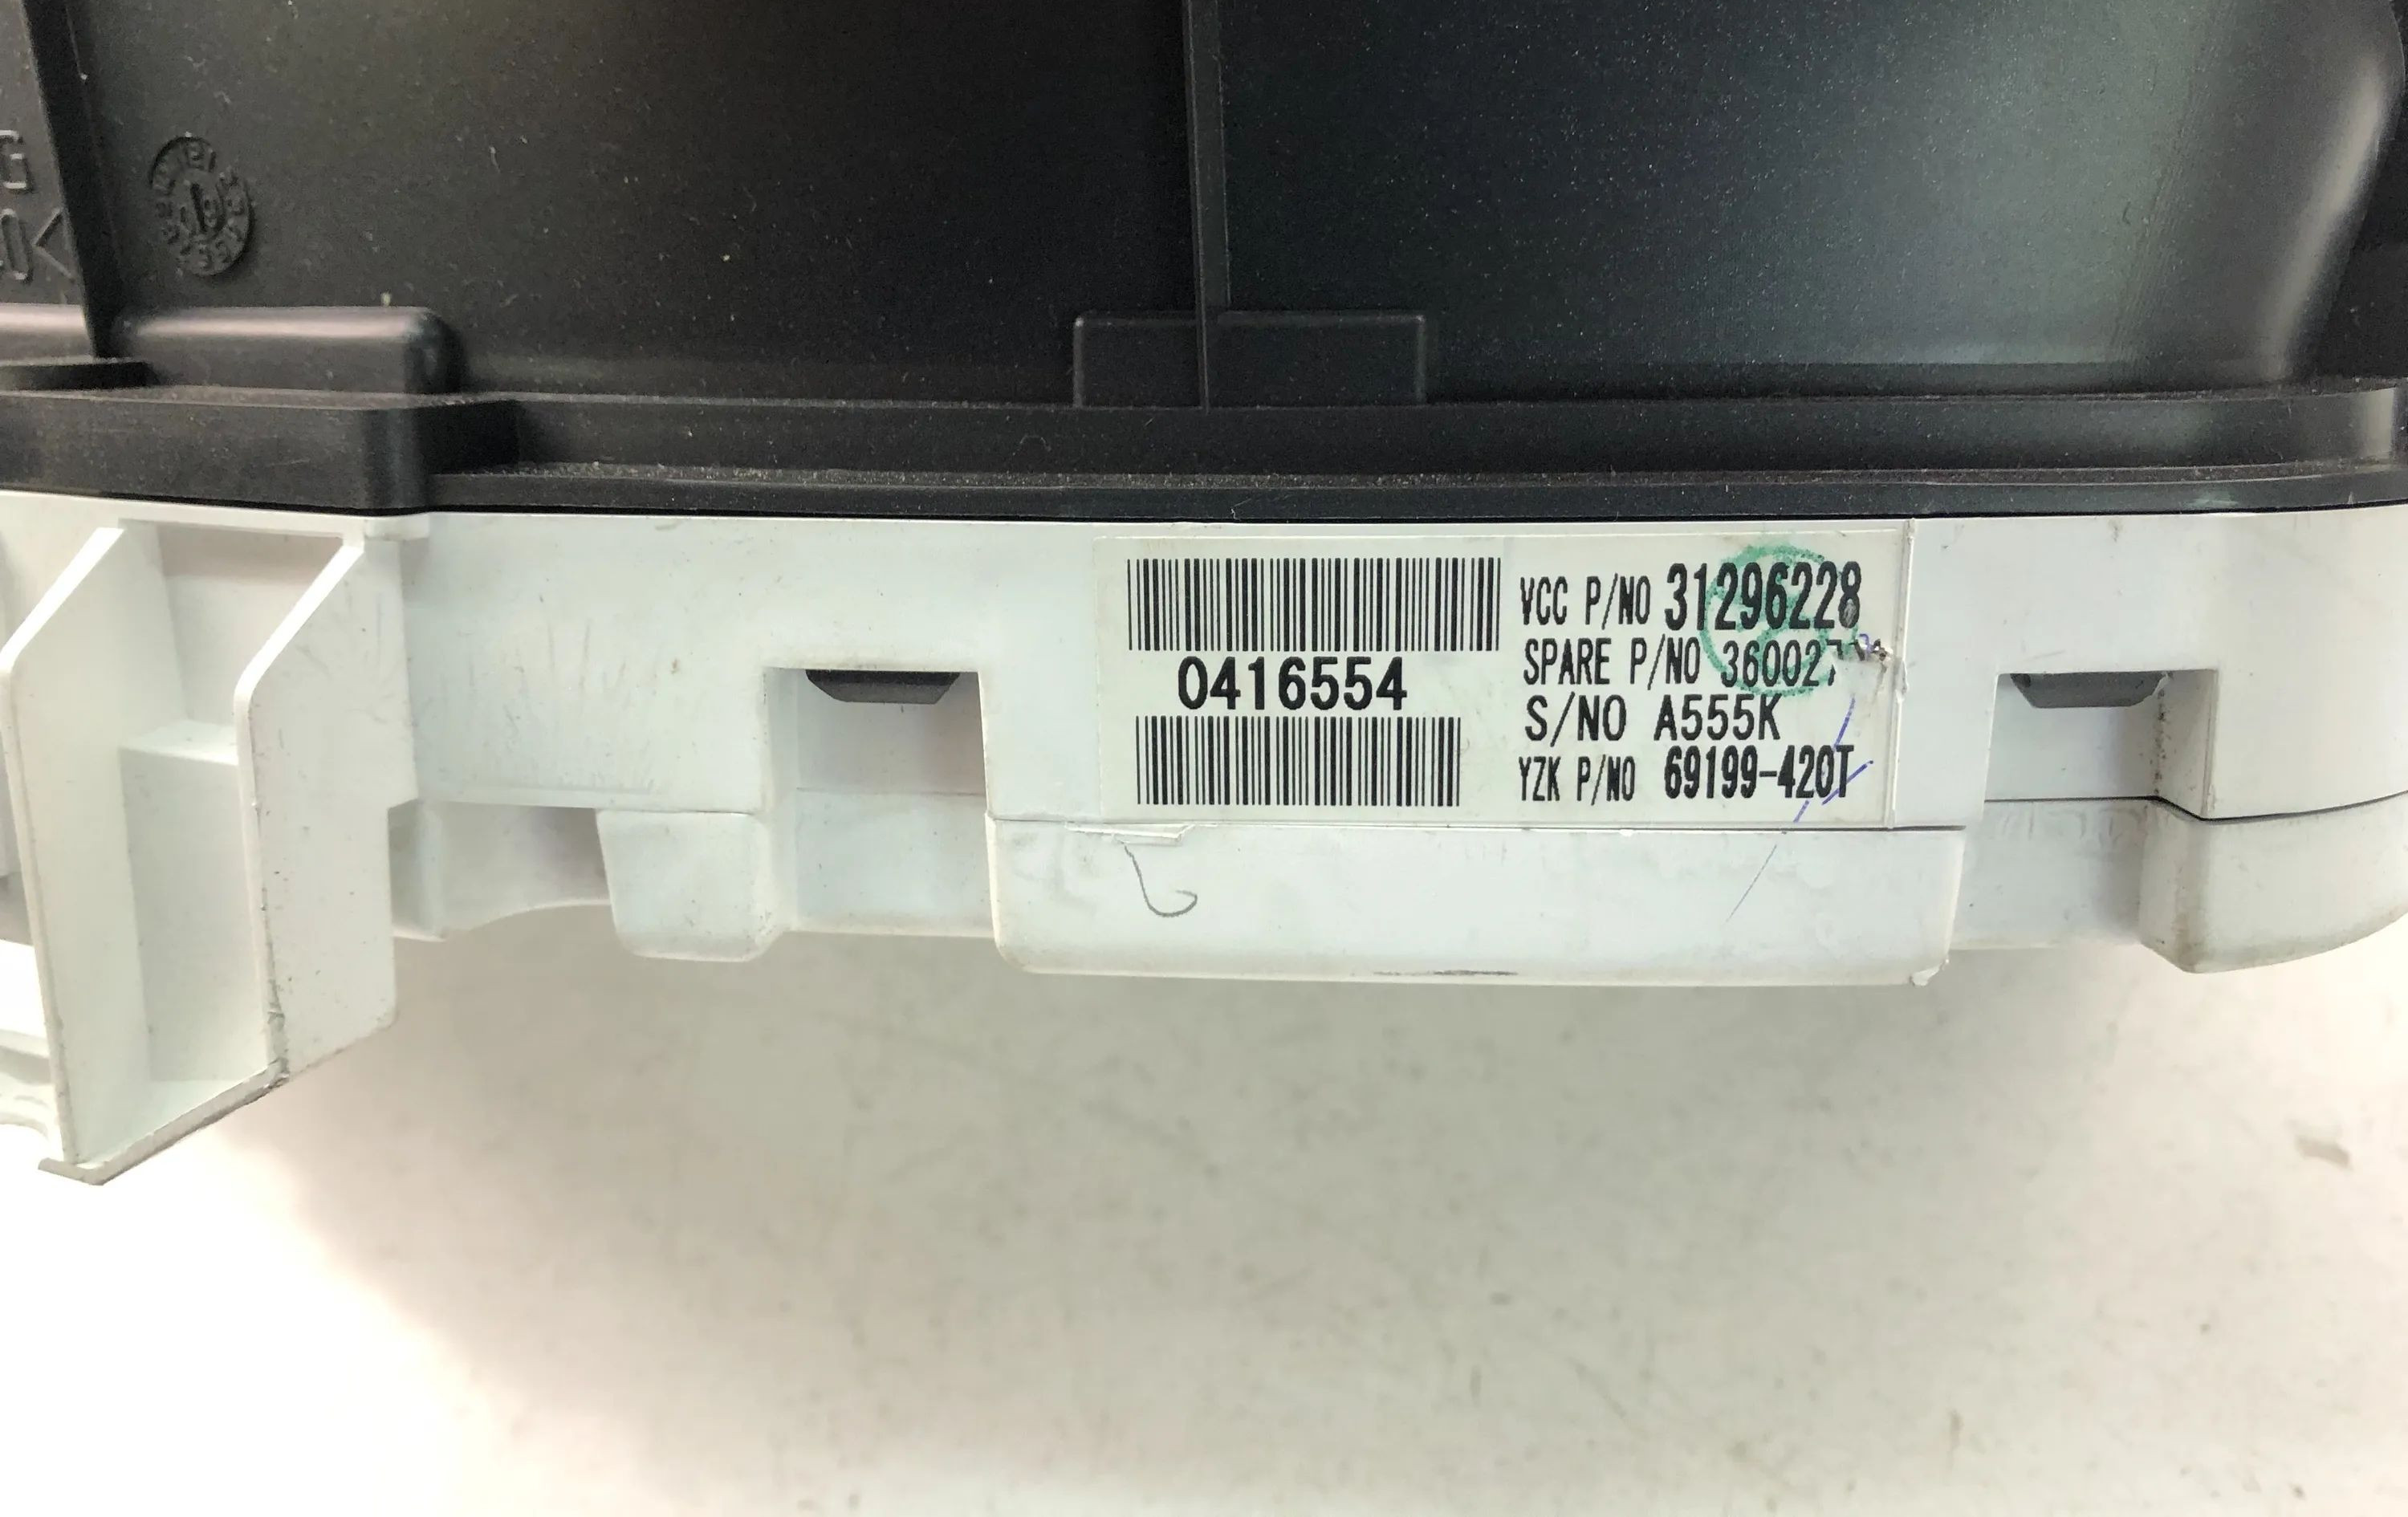 0416554
VCC P/NO 31296228
SPARE P/NO
S/NO A555K
YZK P/NO 69199-420T